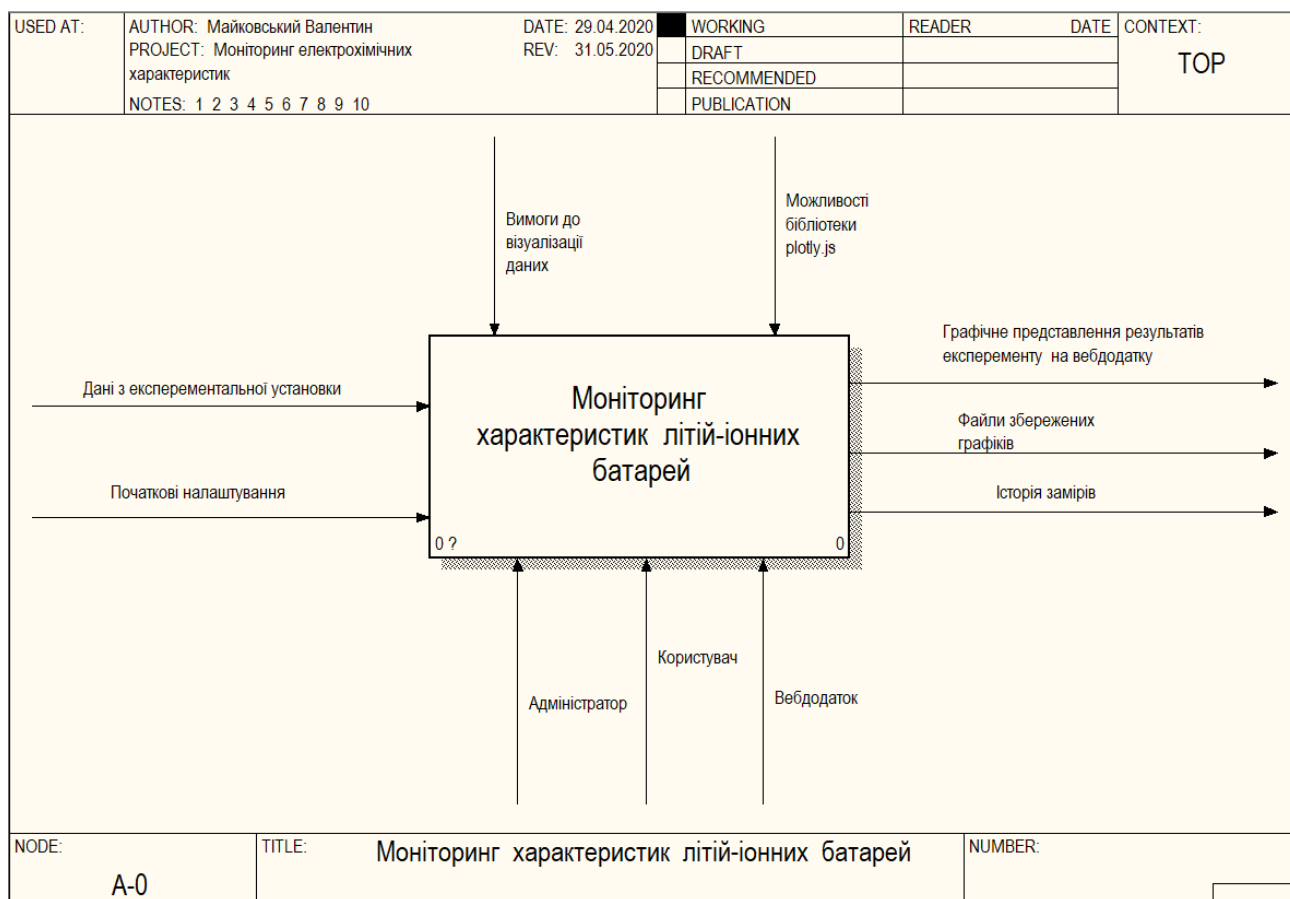 USED AT:
AUTHOR: Майковський Валентин
DATE: 29.04.2020
PROJECT: Моніторинг електрохімічних
REV: 31.05.2020
характеристик
NOTES: 1 2 3 4 5 6 7 8 9 10
WORKING
DRAFT
RECOMMENDED
PUBLICATION
READER DATE
CONTEXT:
TOP
Вимоги до
візуалізації
даних
Можливості
бібліотеки
plotly.js
Дані з експерементальної установки
Початкові налаштування
Моніторинг
характеристик літій-іонних
батарей
0 ?
0
Графічне представлення результатів
експеременту на вебдодатку
Файли збережених
графіків
Історія замірів
Адміністратор
Користувач
Вебдодаток
NODE:
A-0
TITLE:
Моніторинг характеристик літій-іонних батарей
NUMBER: